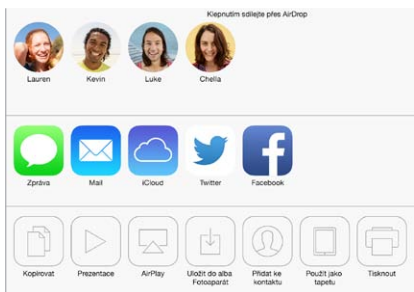 Klepnutím sdílejte přes AirDrop
Lauren Kevin Luke Chella
Zpráva Mail iCloud Twitter Facebook
Kopírovat Prezentace AirPlay Uložit do alba Přidat ke Použít jako Tisknout
Fotoaparát kontaktu tapetu